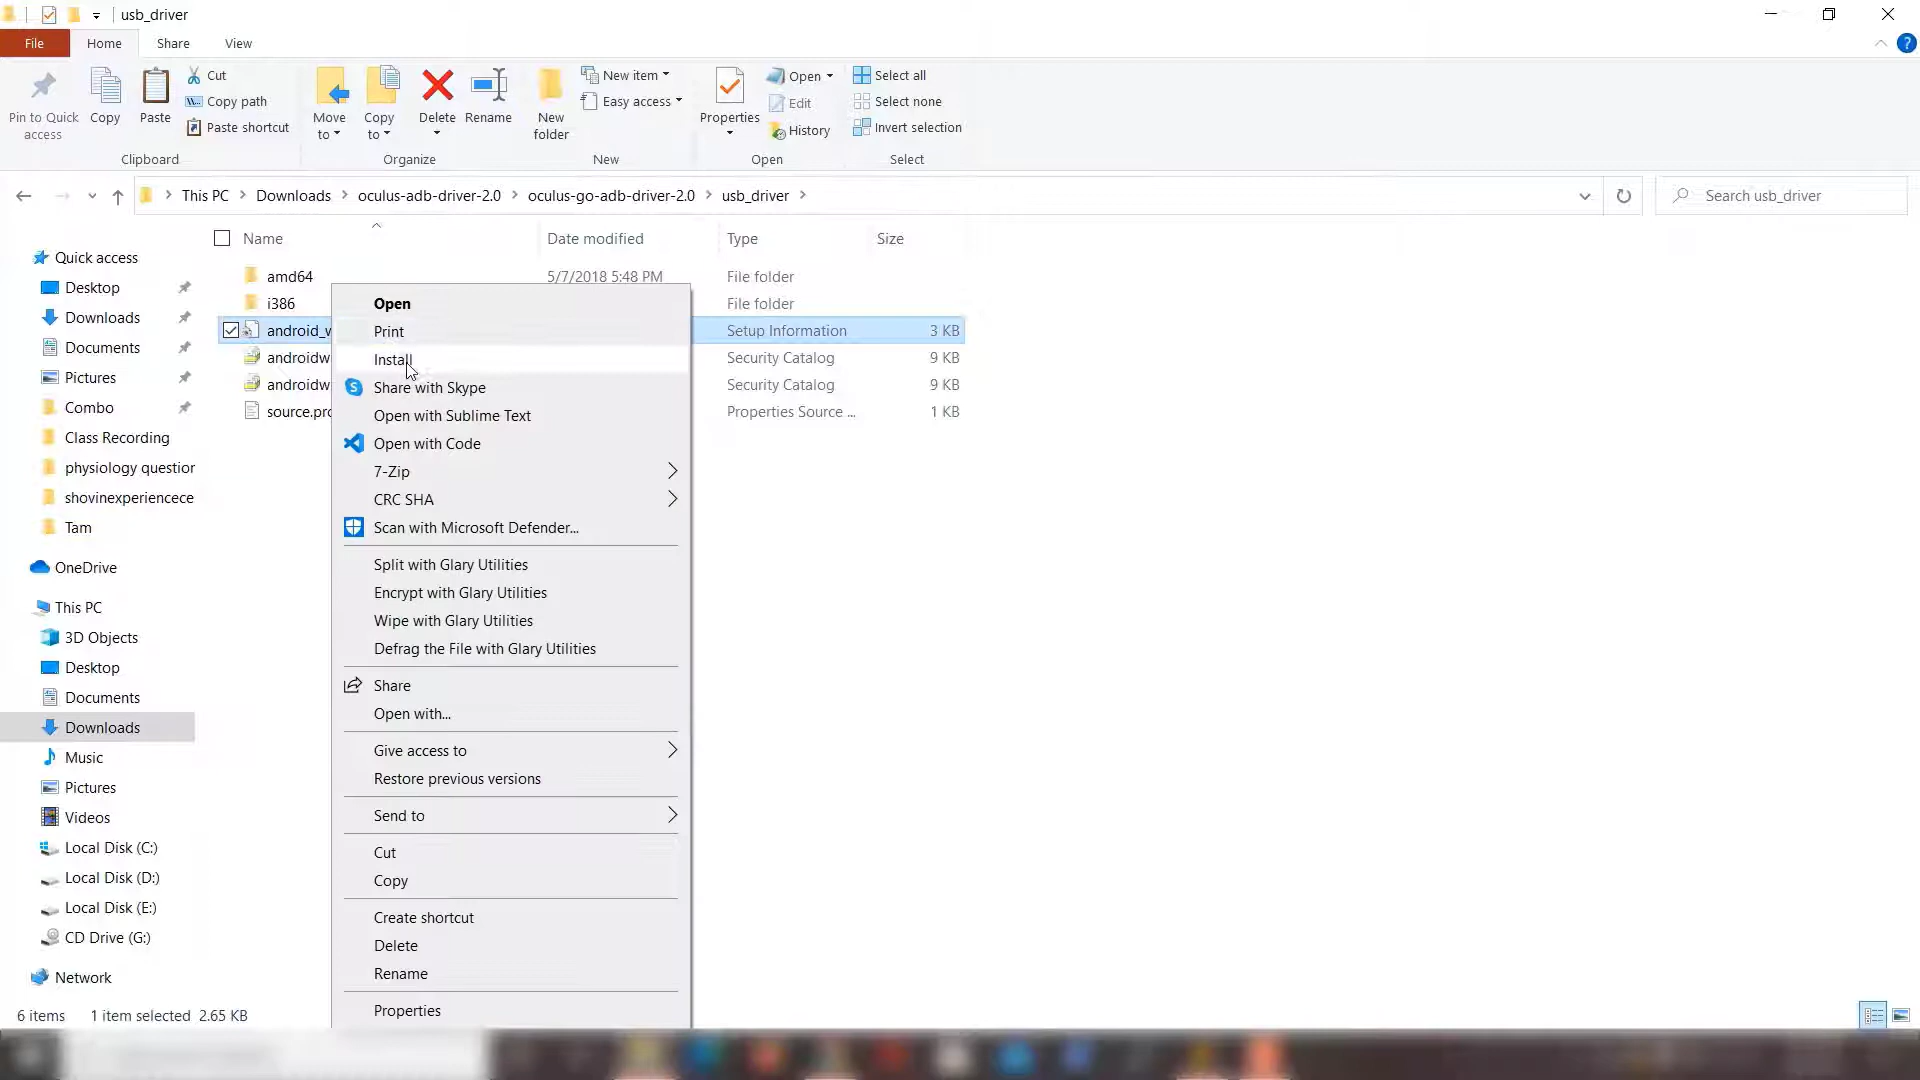 usb_driver
File
Home
Share
View
Pin to Quick access
Copy
Paste
Cut
Copy path
Paste shortcut
Clipboard
Move to
Copy to
Delete
Rename
Organize
New folder
New item
Easy access
New
Properties
Open
Edit
History
Open
Select all
Select none
Invert selection
Select
This PC
Downloads
oculus-adb-driver-2.0
oculus-go-adb-driver-2.0
usb_driver
Search usb_driver
Name
Date modified
Type
Size
Quick access
Desktop
Downloads
Documents
Pictures
Combo
Class Recording
physiology question
shovinexperiencece
Tam
OneDrive
This PC
3D Objects
Desktop
Documents
Downloads
Music
Pictures
Videos
Local Disk (C:)
Local Disk (D:)
Local Disk (E:)
CD Drive (G:)
Network
amd64 5/7/2018 5:48 PM File folder
i386 File folder
android_w Setup Information 3 KB
androidw Security Catalog 9 KB
androidw Security Catalog 9 KB
source.pro Properties Source ... 1 KB
Open
Print
Install
Share with Skype
Open with Sublime Text
Open with Code
7-Zip
CRC SHA
Scan with Microsoft Defender...
Split with Glary Utilities
Encrypt with Glary Utilities
Wipe with Glary Utilities
Defrag the File with Glary Utilities
Share
Open with...
Give access to
Restore previous versions
Send to
Cut
Copy
Create shortcut
Delete
Rename
Properties
6 items 1 item selected 2.65 KB